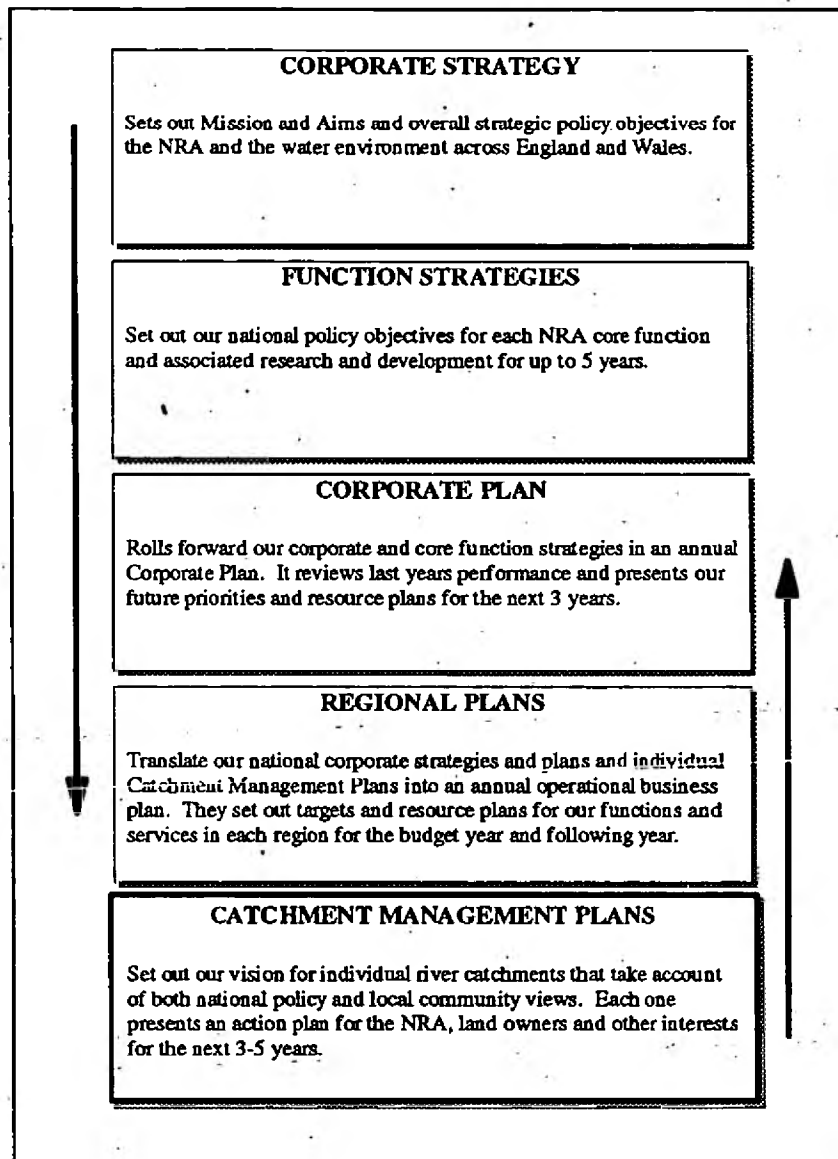 CORPORATE STRATEGY
Sets out Mission and Aims and overall strategic policy objectives for
the NRA and the water environment across England and Wales.
FUNCTION STRATEGIES
Set out our national policy objectives for each NRA core function
and associated research and development for up to 5 years.
CORPORATE PLAN
Rolls forward our corporate and core function strategies in an annual
Corporate Plan. It reviews last years performance and presents our
future priorities and resource plans for the next 3 years.
REGIONAL PLANS
Translate our national corporate strategies and plans and individual
Catchment Management Plans into an annual operational business
plan. They set out targets and resource plans for our functions and
services in each region for the budget year and following year.
CATCHMENT MANAGEMENT PLANS
Set out our vision for individual river catchments that take account
of both national policy and local community views. Each one
presents an action plan for the NRA, land owners and other interests
for the next 3-5 years.